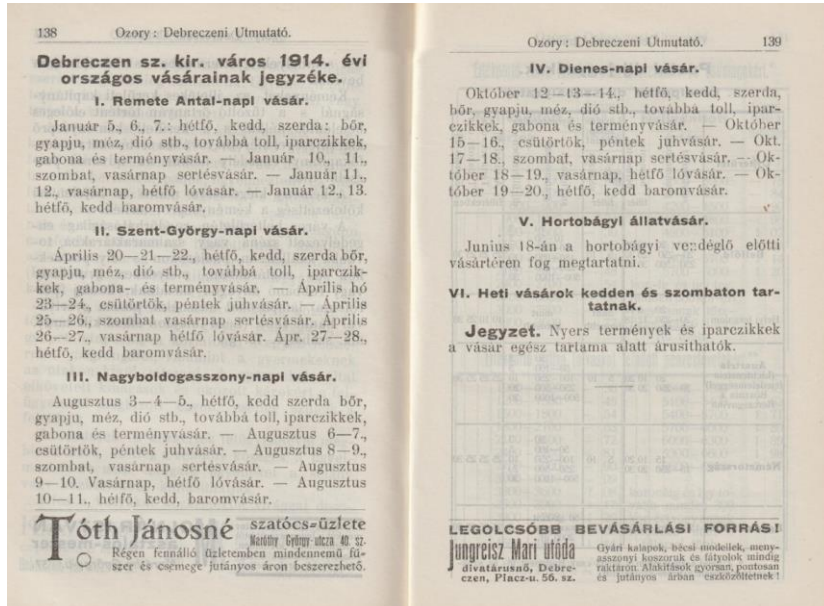 138 Ozory: Debreczeni Utmutató.
Debreczen sz. kir. város 1914. évi
országos vásárainak jegyzéke.
I. Remete Antal-napi vásár.
Január 5., 6., 7.: hétfő, kedd, szerda: bőr,
gyapju, méz, dió stb., továbbá toll, iparczikkek,
gabona és terményvásár. — Január 10., 11.,
szombat, vasárnap sertésvásár. — Január 11.,
12., vasárnap, hétfő lóvásár. — Január 12., 13.
hétfő, kedd baromvásár.
II. Szent-György-napi vásár.
Április 20—21—22., hétfő, kedd, szerda bőr,
gyapju, méz, dió stb., továbbá toll, iparczik-
kek, gabona- és terményvásár. — Április hó
23—24., csütörtök, péntek juhvásár. — Április
25—26., szombat vasárnap sertésvásár. Április
26—27., vasárnap hétfő lóvásár. Ápr. 27—28.,
hétfő, kedd baromvásár.
III. Nagyboldogasszony-napi vásár.
Augusztus 3—4—5., hétfő, kedd szerda bőr,
gyapju, méz, dió stb., továbbá toll, iparczikkek,
gabona és terményvásár. — Augusztus 6—7.,
csütörtök, péntek juhvásár. — Augusztus 8—9.,
szombat, vasárnap sertésvásár. — Augusztus
9—10. Vasárnap, hétfő lóvásár. — Augusztus
10—11., hétfő, kedd, baromvásár.
Tóth Jánosné szatócs=üzlete
Maróthy György-utcza 40. sz.
Régen fennálló üzletemben mindennemű fü-
szer és csemege jutányos áron beszerezhető.
Ozory: Debreczeni Utmutató. 139
IV. Dienes-napi vásár.
Október 12—13—14., hétfő, kedd, szerda,
bőr, gyapju, méz, dió stb., továbbá toll, ipar-
czikkek, gabona és terményvásár. — Október
15—16., csütörtök, péntek juhvásár. — Okt.
17—18., szombat, vasárnap sertésvásár. — Ok-
tóber 18—19., vasárnap, hétfő lóvásár. — Ok-
tóber 19—20., hétfő, kedd baromvásár.
V. Hortobágyi állatvásár.
Junius 18-án a hortobágyi vendéglő előtti
vásártéren fog megtartatni.
VI. Heti vásárok kedden és szombaton tar-
tatnak.
Jegyzet. Nyers termények és iparczikkek
a vásár egész tartama alatt árusithatók.
LEGOLCSÓBB BEVÁSÁRLÁSI FORRÁS!
Jungreisz Mari utóda
divatárusnő, Debre-
czen, Piacz-u. 56. sz.
Gyári kalapok, bécsi modellek, meny-
asszonyi koszoruk és fátyolok mindig
raktáron. Alakitások gyorsan, pontosan
és jutányos árban eszközöltetnek!